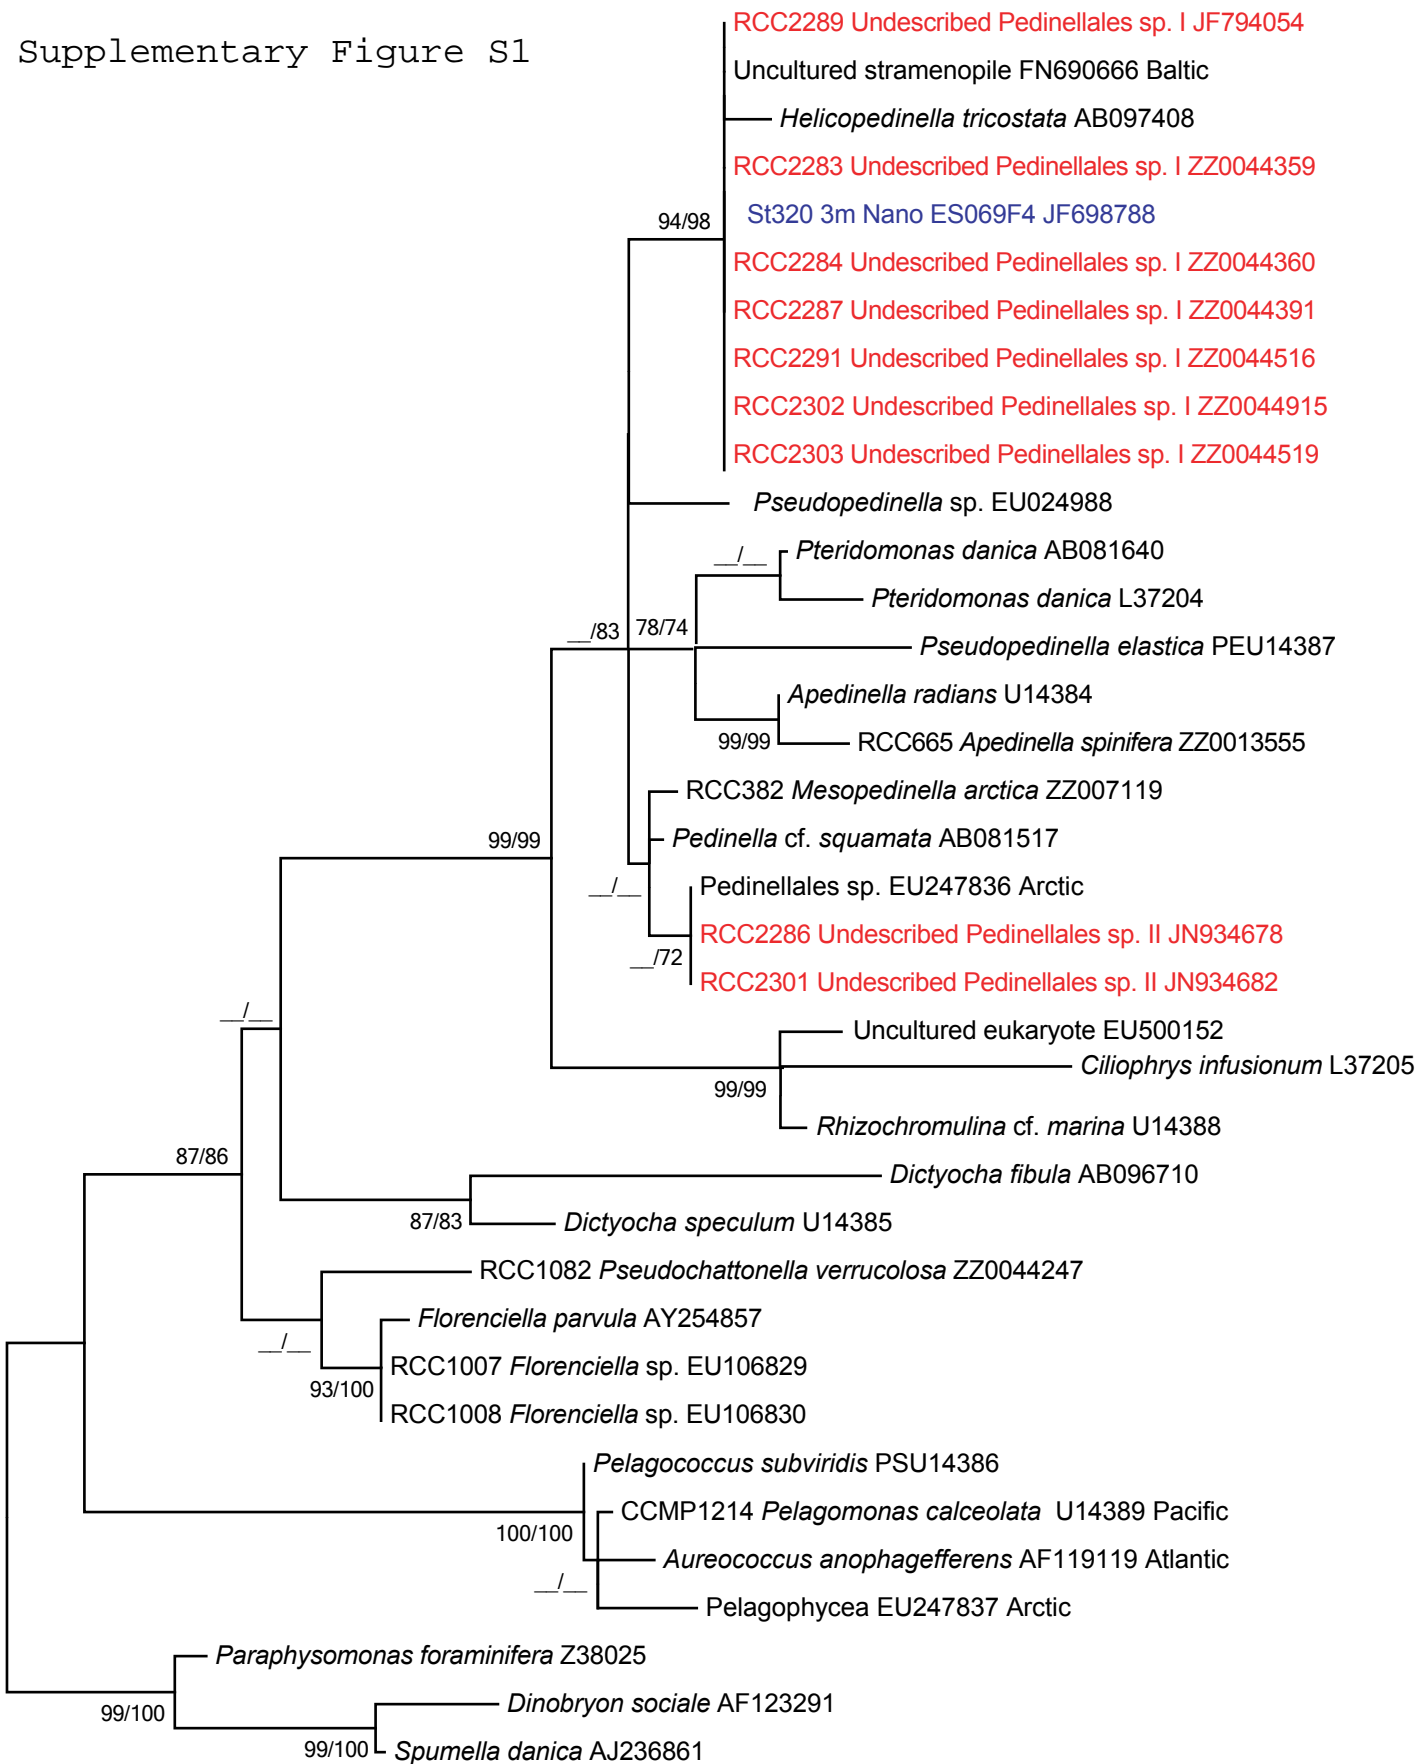 Supplementary Figure S1
RCC2289 Undescribed Pedinellales sp. I JF794054
Uncultured stramenopile FN690666 Baltic
Helicopedinella tricostata AB097408
RCC2283 Undescribed Pedinellales sp. I ZZ0044359
St320 3m Nano ES069F4 JF698788
94/98
RCC2284 Undescribed Pedinellales sp. I ZZ0044360
RCC2287 Undescribed Pedinellales sp. I ZZ0044391
RCC2291 Undescribed Pedinellales sp. I ZZ0044516
RCC2302 Undescribed Pedinellales sp. I ZZ0044915
RCC2303 Undescribed Pedinellales sp. I ZZ0044519
Pseudopedinella sp. EU024988
Pteridomonas danica AB081640
__/__
Pteridomonas danica L37204
__/83
78/74
Pseudopedinella elastica PEU14387
Apedinella radians U14384
99/99
RCC665 Apedinella spinifera ZZ0013555
RCC382 Mesopedinella arctica ZZ007119
99/99
Pedinella cf. squamata AB081517
__/__
Pedinellales sp. EU247836 Arctic
RCC2286 Undescribed Pedinellales sp. II JN934678
__/72
RCC2301 Undescribed Pedinellales sp. II JN934682
__/__
Uncultured eukaryote EU500152
Ciliophrys infusionum L37205
99/99
Rhizochromulina cf. marina U14388
87/86
Dictyocha fibula AB096710
87/83
Dictyocha speculum U14385
RCC1082 Pseudochattonella verrucolosa ZZ0044247
Florenciella parvula AY254857
__/__
RCC1007 Florenciella sp. EU106829
93/100
RCC1008 Florenciella sp. EU106830
Pelagococcus subviridis PSU14386
CCMP1214 Pelagomonas calceolata U14389 Pacific
100/100
Aureococcus anophagefferens AF119119 Atlantic
__/__
Pelagophycea EU247837 Arctic
Paraphysomonas foraminifera Z38025
99/100
Dinobryon sociale AF123291
99/100
Spumella danica AJ236861